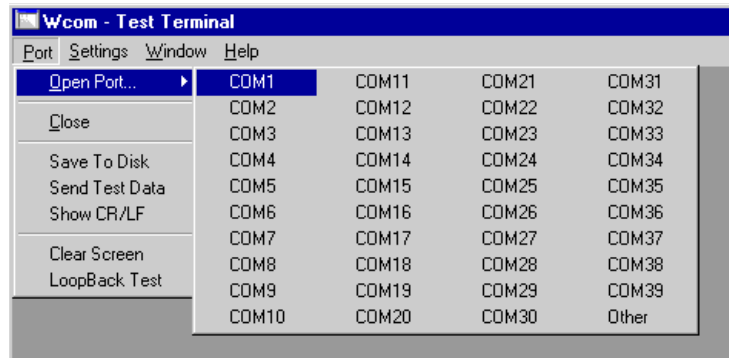 Wcom - Test Terminal
Port Settings Window Help
Open Port...
Close
Save To Disk
Send Test Data
Show CR/LF
Clear Screen
LoopBack Test
COM1 COM11 COM21 COM31
COM2 COM12 COM22 COM32
COM3 COM13 COM23 COM33
COM4 COM14 COM24 COM34
COM5 COM15 COM25 COM35
COM6 COM16 COM26 COM36
COM7 COM17 COM27 COM37
COM8 COM18 COM28 COM38
COM9 COM19 COM29 COM39
COM10 COM20 COM30 Other